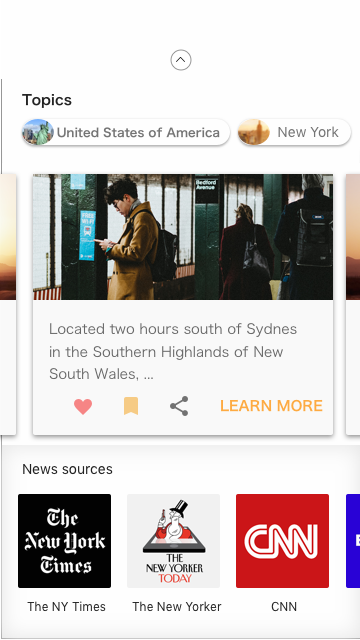 Topics
United States of America
New York
Bedford
Avenue
FREE
Wi-Fi
Located two hours south of Sydnes
in the Southern Highlands of New
South Wales, ...
LEARN MORE
News sources
The
New York
Times
THE
NEW YORKER
TODAY
CNN
The NY Times
The New Yorker
CNN